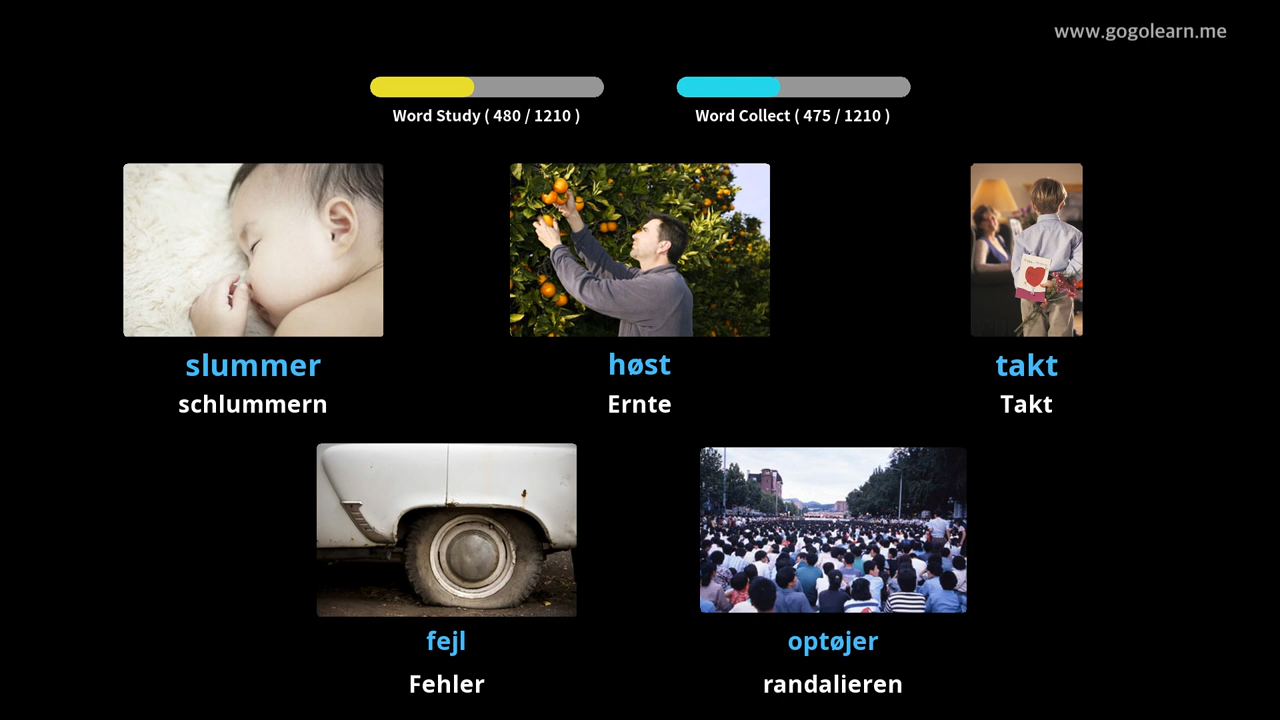 www.gogolearn.me
Word Study ( 480 / 1210 )
Word Collect ( 475 / 1210 )
slummer
schlummern
høst
Ernte
takt
Takt
fejl
Fehler
optøjer
randalieren